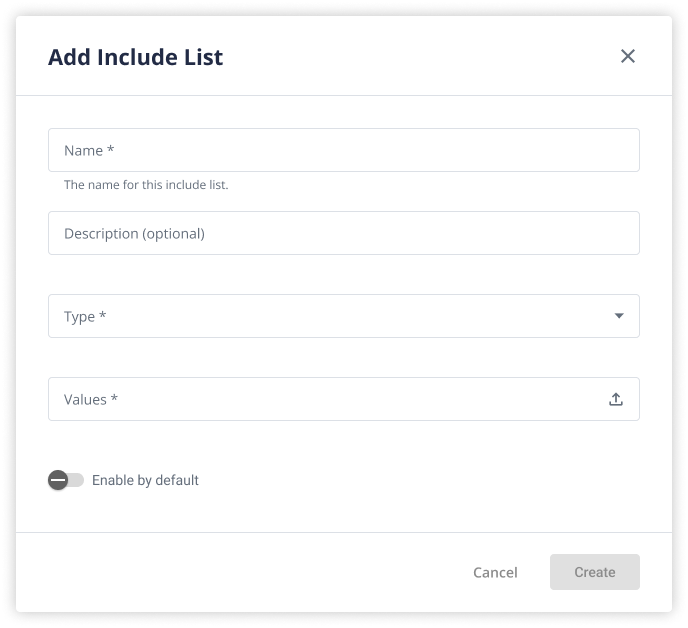 Add Include List
Name *
The name for this include list.
Description (optional)
Type *
Values *
Enable by default
Cancel
Create